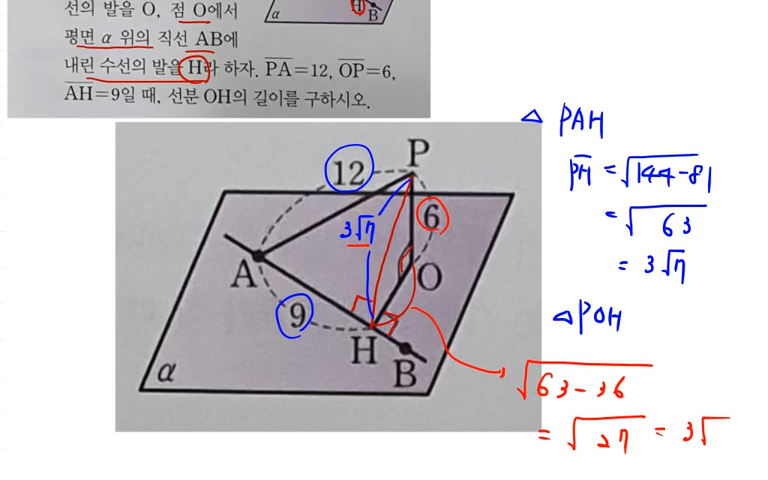 선의 발을 O, 점 O에서
평면 α 위의 직선 AB에
내린 수선의 발을 H라 하자. PA=12, OP=6,
AH=9일 때, 선분 OH의 길이를 구하시오.
α
H
B
12
P
6
3√7
A
O
9
H
B
α
△ PAH
PH = √144-81
= √63
= 3√7
△POH
√63-36
= √27 = 3√